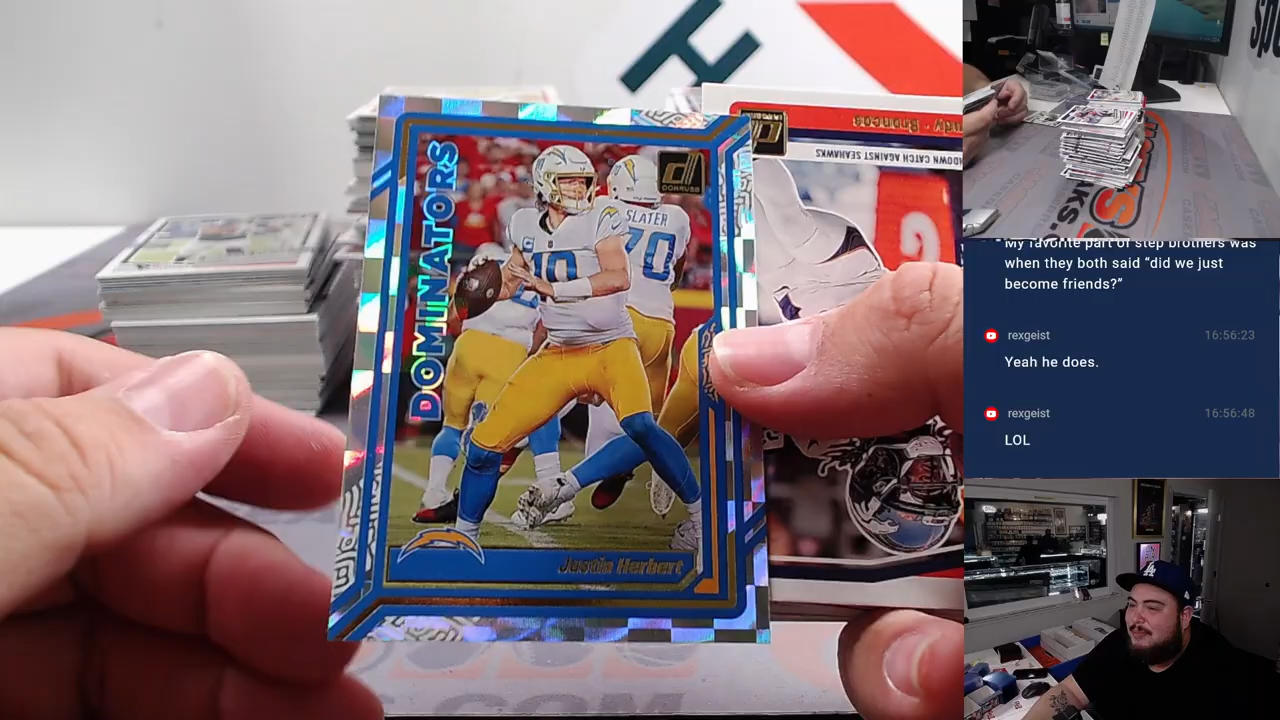 DOMINATORS
DONRUSS
SLATER
70
10
Justin Herbert
Broncos
DOWN CATCH AGAINST SEAHAWKS
.COM
"My favorite part of step brothers was
when they both said “did we just
become friends?”
rexgeist 16:56:23
Yeah he does.
rexgeist 16:56:48
LOL
LA